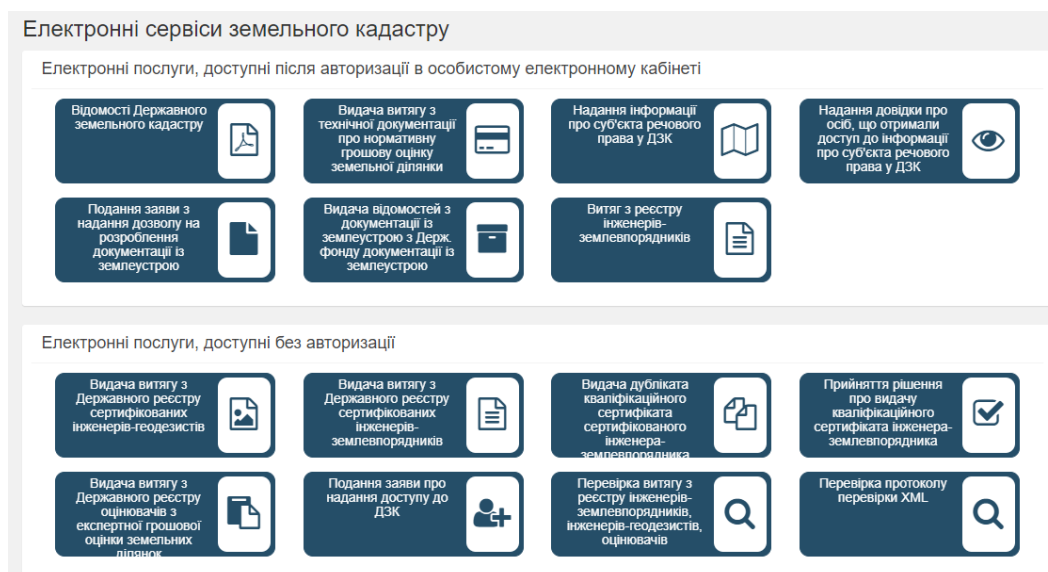 Електронні сервіси земельного кадастру
Електронні послуги, доступні після авторизації в особистому електронному кабінеті
Відомості Державного
земельного кадастру
Видача витягу з
технічної документації
про нормативну
грошову оцінку
земельної ділянки
Надання інформації
про суб'єкта речового
права у ДЗК
Надання довідки про
осіб, що отримали
доступ до інформації
про суб'єкта речового
права у ДЗК
Подання заяви з
надання дозволу на
розроблення
документації із
землеустрою
Видача відомостей з
документації із
землеустрою з Держ.
фонду документації із
землеустрою
Витяг з реєстру
інженерів-
землевпорядників
Електронні послуги, доступні без авторизації
Видача витягу з
Державного реєстру
сертифікованих
інженерів-геодезистів
Видача витягу з
Державного реєстру
сертифікованих
інженерів-
землевпорядників
Видача дубліката
кваліфікаційного
сертифіката
сертифікованого
інженера-
землевпорядника
Прийняття рішення
про видачу
кваліфікаційного
сертифіката інженера-
землевпорядника
Видача витягу з
Державного реєстру
оцінювачів з
експертної грошової
оцінки земельних
ділянок
Подання заяви про
надання доступу до
ДЗК
Перевірка витягу з
реєстру інженерів-
землевпорядників,
інженерів-геодезистів,
оцінювачів
Перевірка протоколу
перевірки XML